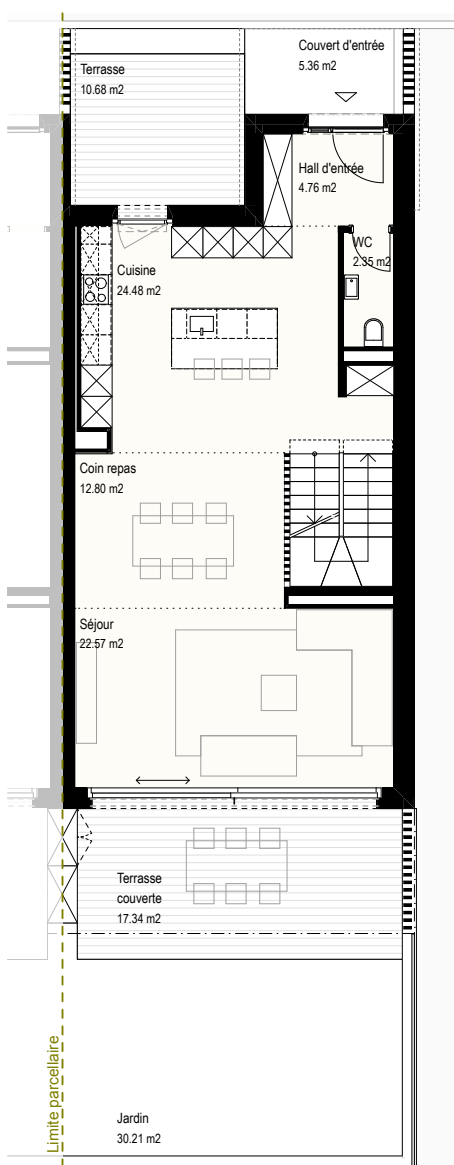 Couvert d'entrée
5.36 m2
Terrasse
10.68 m2
Hall d'entrée
4.76 m2
WC
2.35 m2
Cuisine
24.48 m2
Coin repas
12.80 m2
Séjour
22.57 m2
Terrasse
couverte
17.34 m2
Limite parcellaire
Jardin
30.21 m2